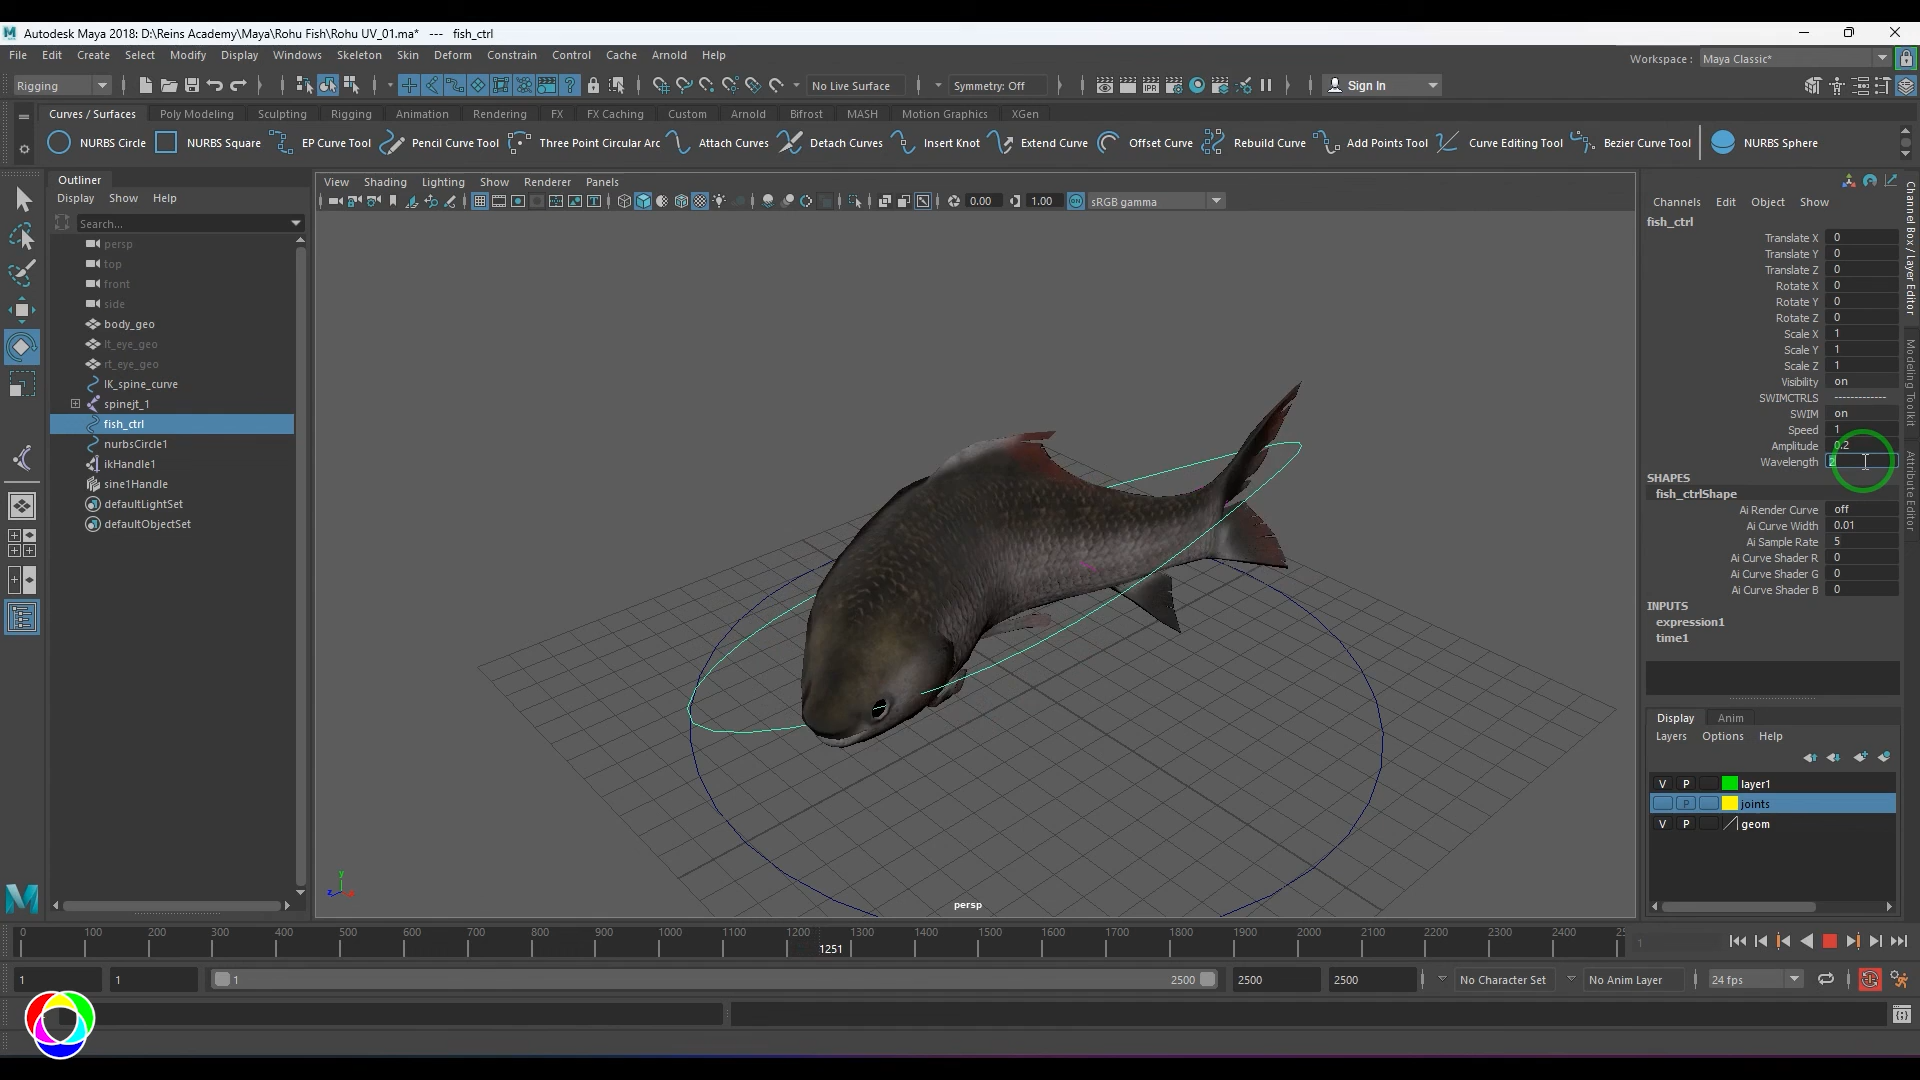 Autodesk Maya 2018: D:\Reins Academy\Maya\Rohu Fish\Rohu UV_01.ma* --- fish_ctrl
File Edit Create Select Modify Display Windows Skeleton Skin Deform Constrain Control Cache Arnold Help
Workspace : Maya Classic*
Rigging No Live Surface Symmetry: Off Sign In
Curves / Surfaces Poly Modeling Sculpting Rigging Animation Rendering FX FX Caching Custom Arnold Bifrost MASH Motion Graphics XGen
NURBS Circle NURBS Square EP Curve Tool Pencil Curve Tool Three Point Circular Arc Attach Curves Detach Curves Insert Knot Extend Curve Offset Curve Rebuild Curve Add Points Tool Curve Editing Tool Bezier Curve Tool NURBS Sphere
Outliner
Display Show Help
Search...
persp
top
front
side
body_geo
lt_eye_geo
rt_eye_geo
IK_spine_curve
spinejt_1
fish_ctrl
nurbsCircle1
ikHandle1
sine1Handle
defaultLightSet
defaultObjectSet
View Shading Lighting Show Renderer Panels
IPR
0.00 1.00 ON sRGB gamma
persp
y
z
Channels Edit Object Show
fish_ctrl
Translate X 0
Translate Y 0
Translate Z 0
Rotate X 0
Rotate Y 0
Rotate Z 0
Scale X 1
Scale Y 1
Scale Z 1
Visibility on
SWIMCTRLS -------------
SWIM on
Speed 1
Amplitude 0.2
Wavelength 2
SHAPES
fish_ctrlShape
Ai Render Curve off
Ai Curve Width 0.01
Ai Sample Rate 5
Ai Curve Shader R 0
Ai Curve Shader G 0
Ai Curve Shader B 0
INPUTS
expression1
time1
Channel Box / Layer Editor
Modeling Toolkit
Attribute Editor
Display Anim
Layers Options Help
V P layer1
P joints
V P geom
0 100 200 300 400 500 600 700 800 900 1000 1100 1200 1300 1400 1500 1600 1700 1800 1900 2000 2100 2200 2300 2400
1251
1
1 1 1 2500 2500 2500 No Character Set No Anim Layer 24 fps